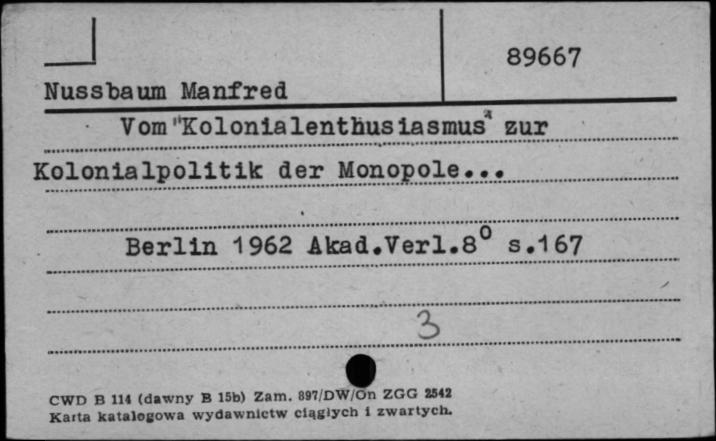 89667
Nussbaum Manfred
Vom "Kolonialenthusiasmus" zur
Kolonialpolitik der Monopole...
Berlin 1962 Akad.Verl.8⁰ s.167
3
CWD B 114 (dawny B 15b) Zam. 897/DW/On ZGG 2542
Karta katalogowa wydawnictw ciągłych i zwartych.